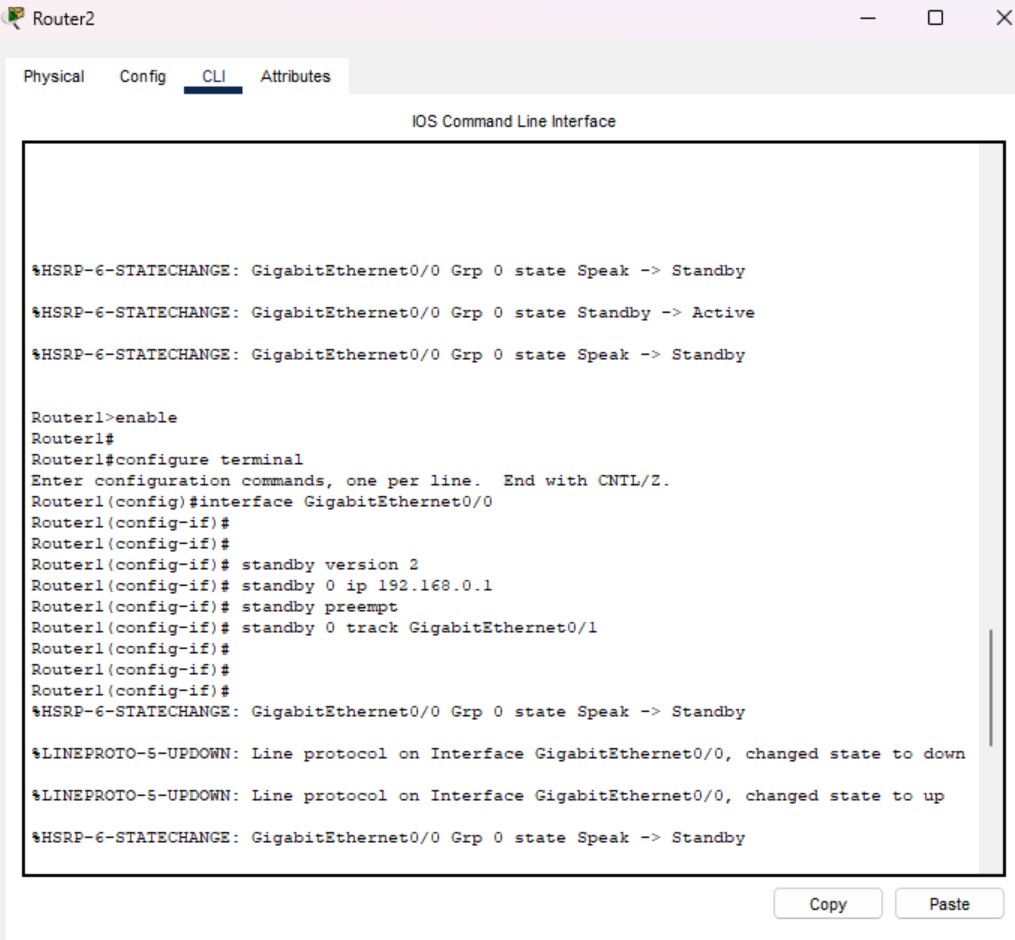 Router2
Physical Config CLI Attributes
IOS Command Line Interface
%HSRP-6-STATECHANGE: GigabitEthernet0/0 Grp 0 state Speak -> Standby
%HSRP-6-STATECHANGE: GigabitEthernet0/0 Grp 0 state Standby -> Active
%HSRP-6-STATECHANGE: GigabitEthernet0/0 Grp 0 state Speak -> Standby
Router1>enable
Router1#
Router1#configure terminal
Enter configuration commands, one per line.  End with CNTL/Z.
Router1(config)#interface GigabitEthernet0/0
Router1(config-if)#
Router1(config-if)#
Router1(config-if)# standby version 2
Router1(config-if)# standby 0 ip 192.168.0.1
Router1(config-if)# standby preempt
Router1(config-if)# standby 0 track GigabitEthernet0/1
Router1(config-if)#
Router1(config-if)#
Router1(config-if)#
%HSRP-6-STATECHANGE: GigabitEthernet0/0 Grp 0 state Speak -> Standby
%LINEPROTO-5-UPDOWN: Line protocol on Interface GigabitEthernet0/0, changed state to down
%LINEPROTO-5-UPDOWN: Line protocol on Interface GigabitEthernet0/0, changed state to up
%HSRP-6-STATECHANGE: GigabitEthernet0/0 Grp 0 state Speak -> Standby
Copy Paste